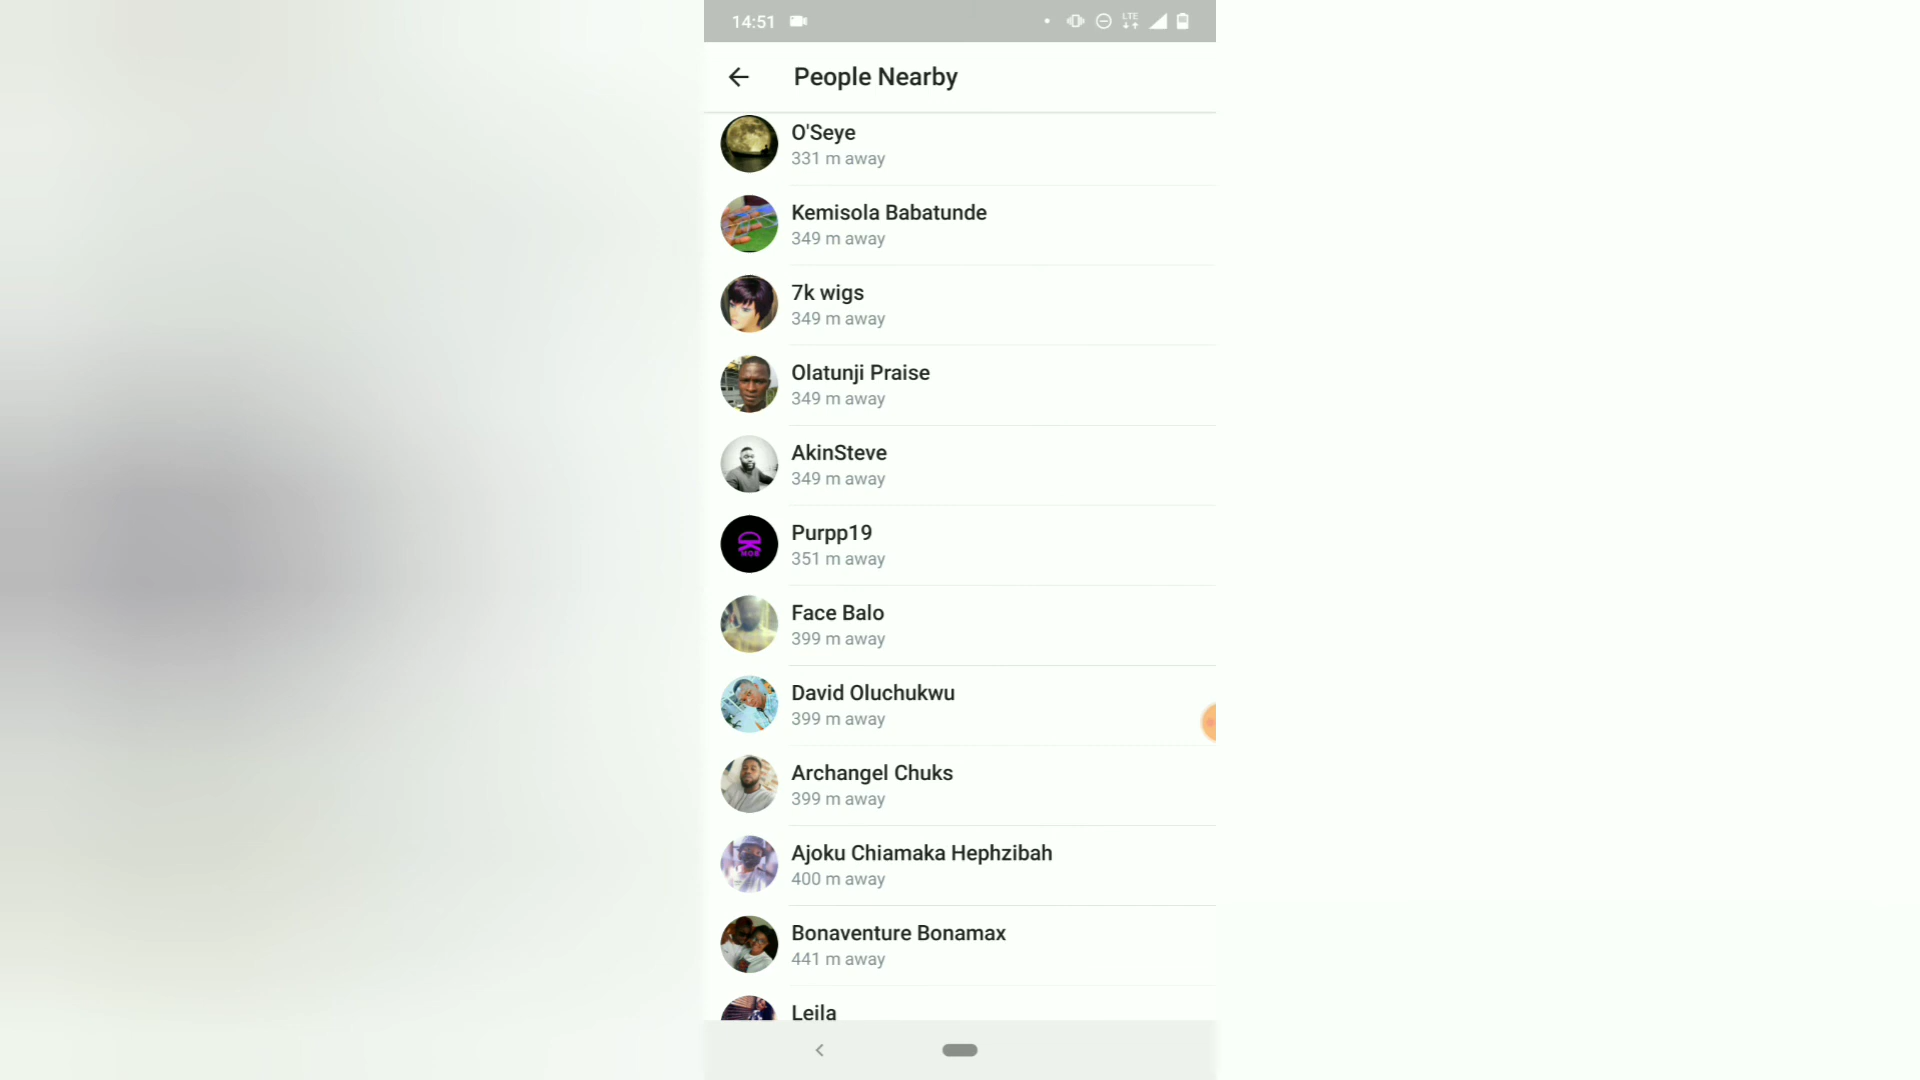 14:51
LTE
People Nearby
O'Seye
331 m away
Kemisola Babatunde
349 m away
7k wigs
349 m away
Olatunji Praise
349 m away
AkinSteve
349 m away
Purpp19
351 m away
Face Balo
399 m away
David Oluchukwu
399 m away
Archangel Chuks
399 m away
Ajoku Chiamaka Hephzibah
400 m away
Bonaventure Bonamax
441 m away
Leila